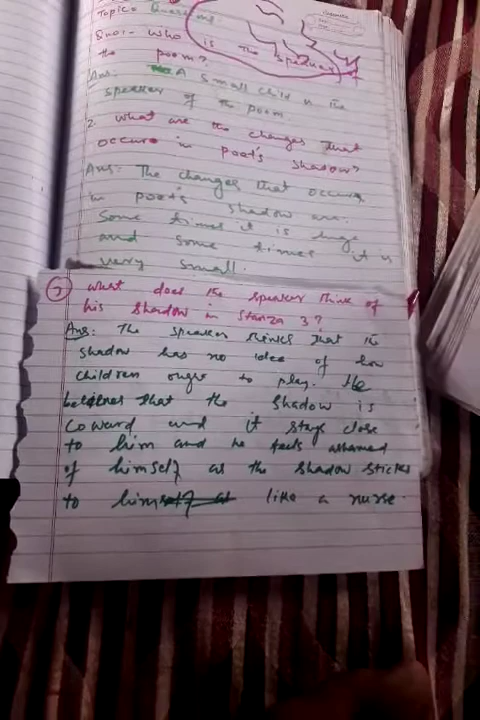 Topic- Questions
Qno:- Who is the speaker of
the poem?
Ans: A small child is the
speaker of the poem.
2. What are the changes that
occurs in poet's shadow?
Ans: The changes that occurs
in poet's shadow are:
Some times it is huge
and some times it is
very small.
3 What does the speaker think of
his shadow in Stanza 3?
Ans: The speaker thinks that the
shadow has no idea of how
children ought to play. He
believes that the shadow is
coward and it stays close
to him and he feels ashamed
of himself as the shadow sticks
to him like a nurse.